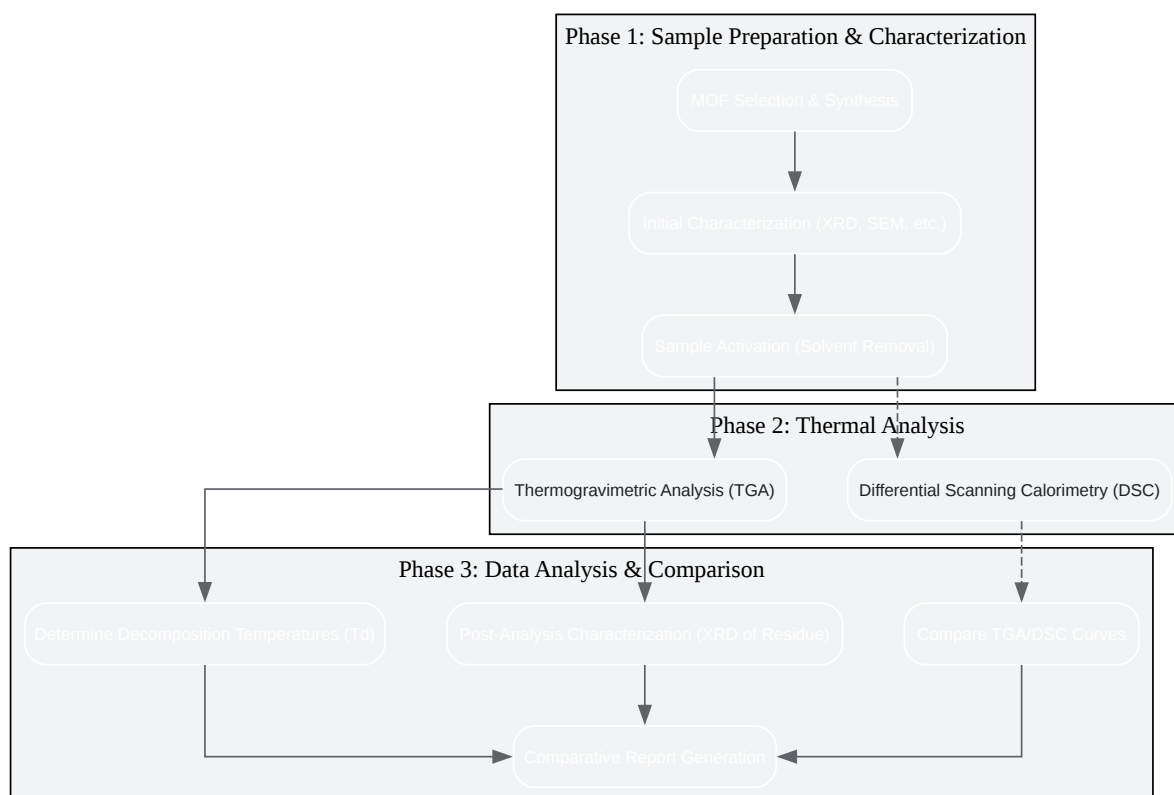 Phase 1: Sample Preparation & Characterization
MOF Selection & Synthesis
Initial Characterization (XRD, SEM, etc.)
Sample Activation (Solvent Removal)
Phase 2: Thermal Analysis
Thermogravimetric Analysis (TGA)
Differential Scanning Calorimetry (DSC)
Phase 3: Data Analysis & Comparison
Determine Decomposition Temperatures (Td)
Post-Analysis Characterization (XRD of Residue)
Compare TGA/DSC Curves
Comparative Report Generation